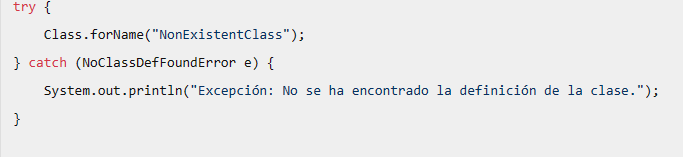 try {
    Class.forName("NonExistentClass");
} catch (NoClassDefFoundError e) {
    System.out.println("Excepción: No se ha encontrado la definición de la clase.");
}